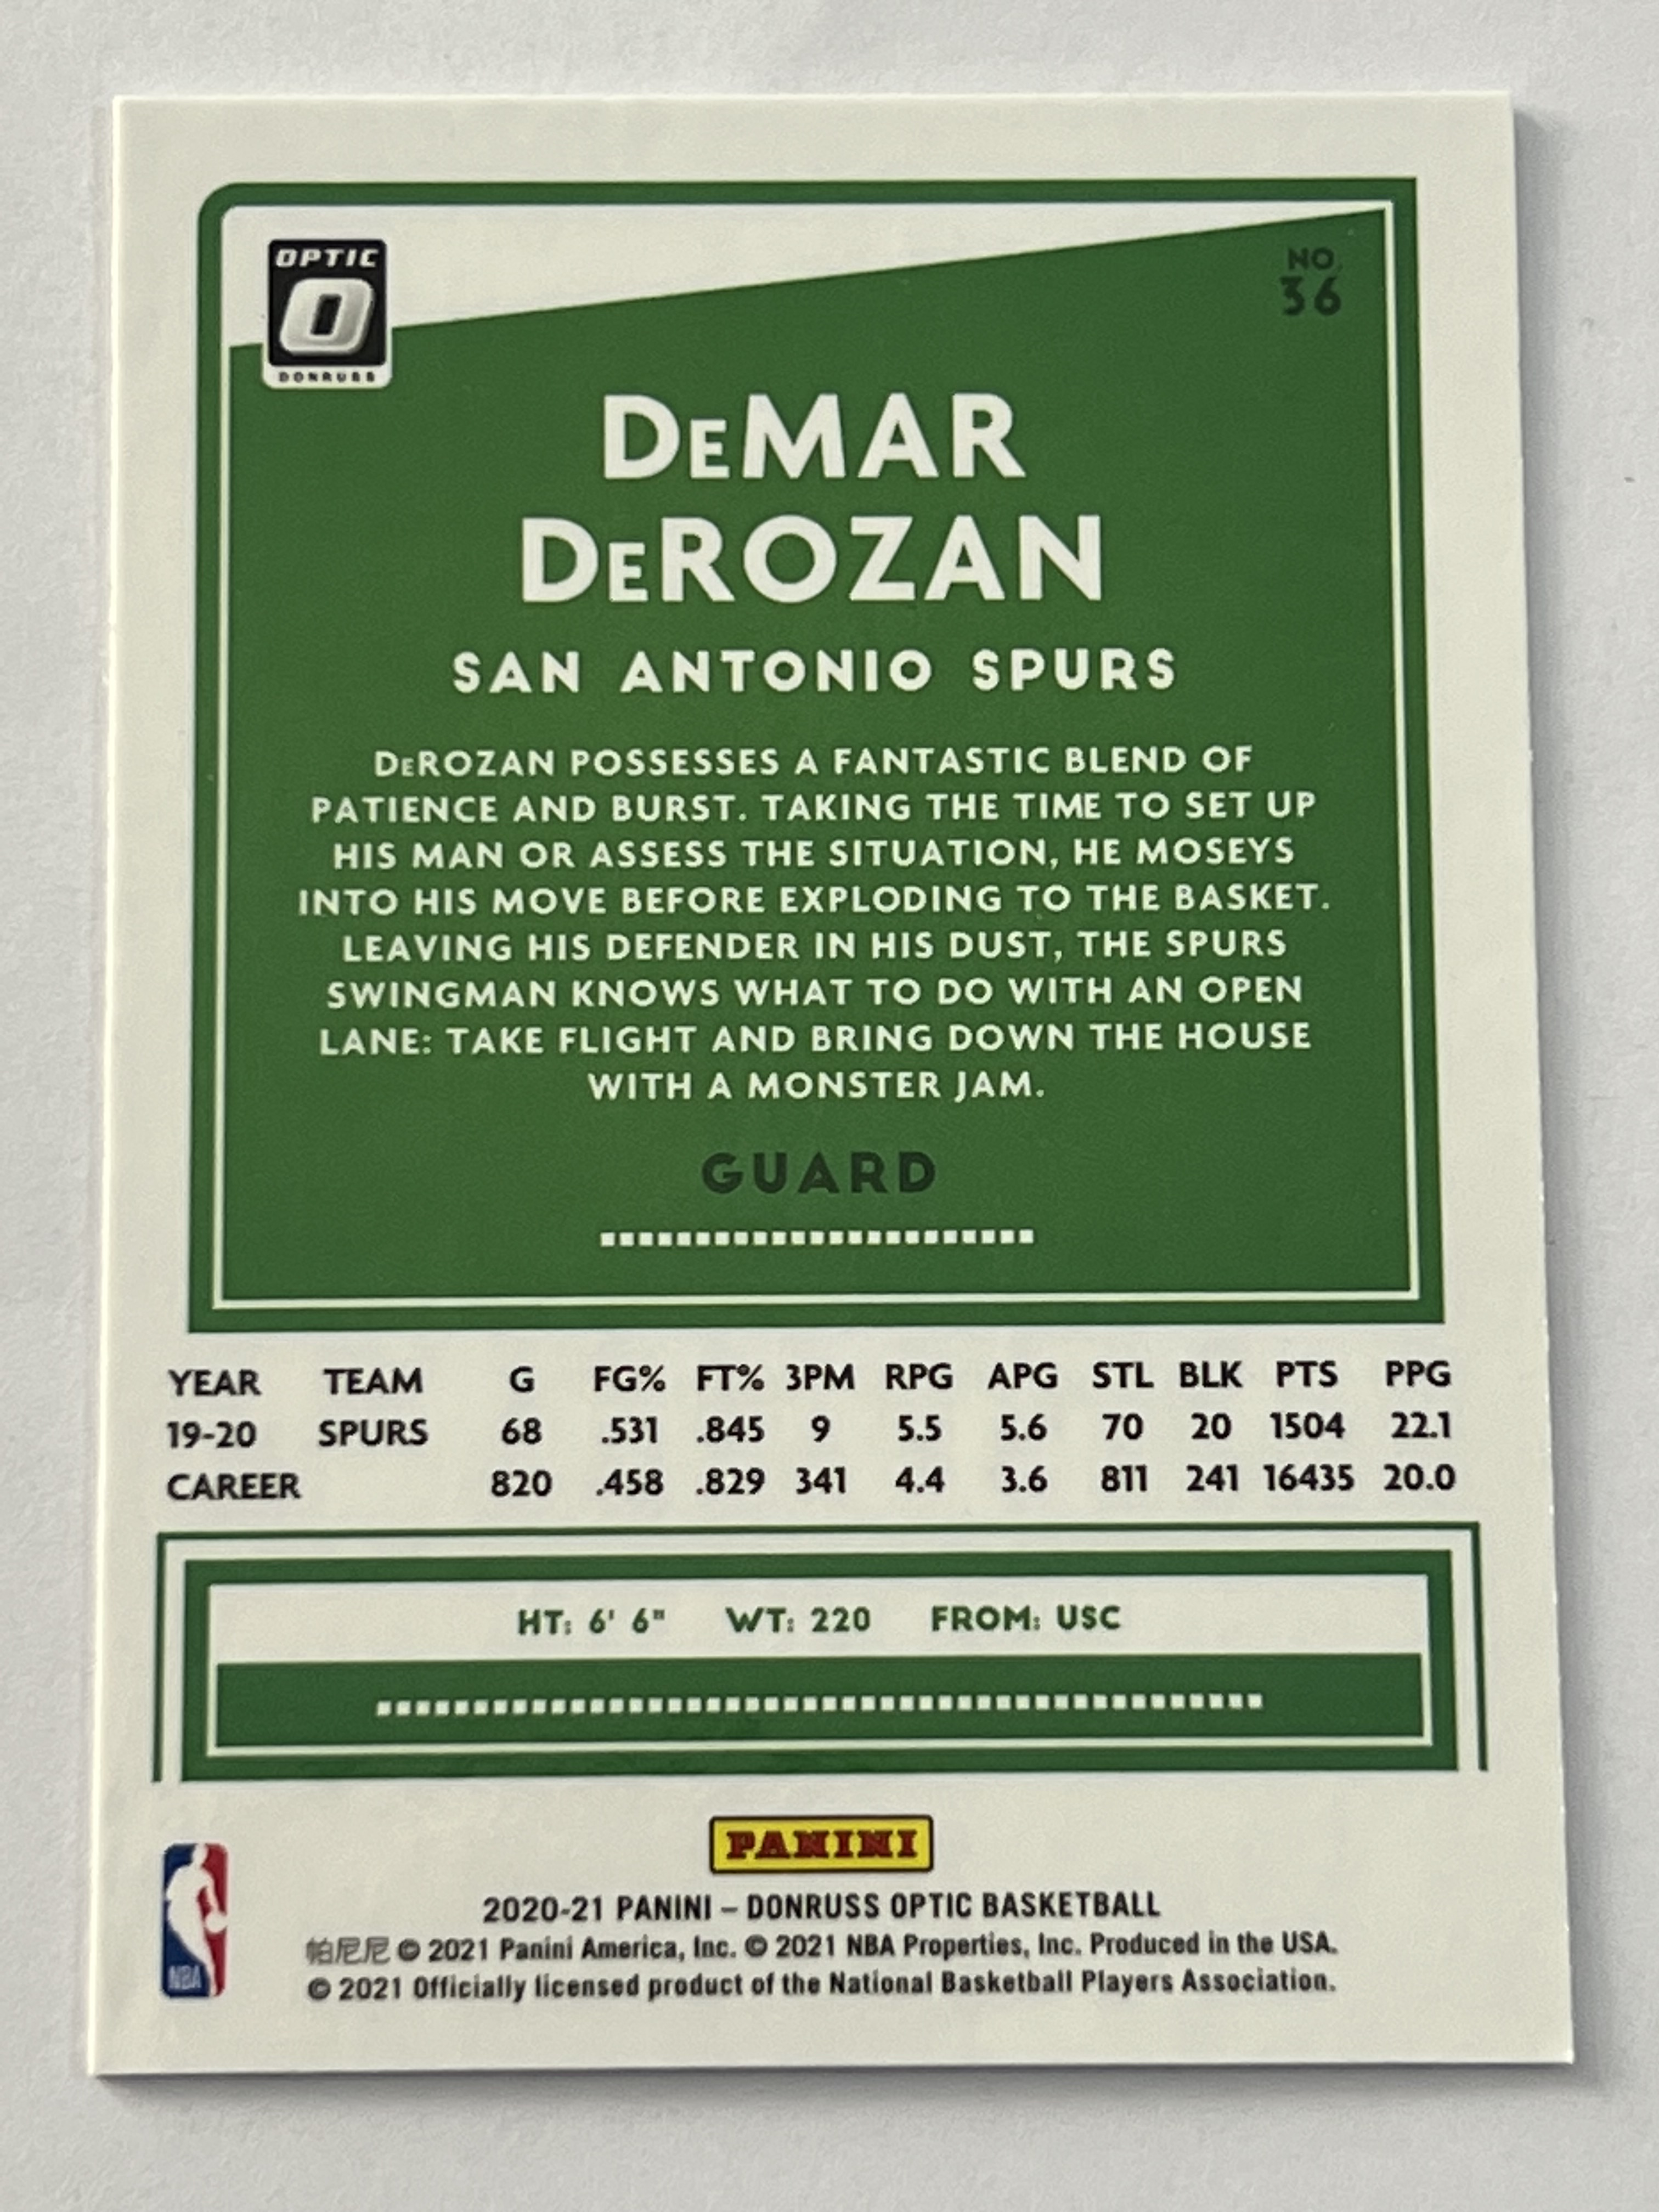 OPTIC
O
DONRUSS
NO.
36
DeMAR
DeROZAN
SAN ANTONIO SPURS
DeROZAN POSSESSES A FANTASTIC BLEND OF
PATIENCE AND BURST. TAKING THE TIME TO SET UP
HIS MAN OR ASSESS THE SITUATION, HE MOSEYS
INTO HIS MOVE BEFORE EXPLODING TO THE BASKET.
LEAVING HIS DEFENDER IN HIS DUST, THE SPURS
SWINGMAN KNOWS WHAT TO DO WITH AN OPEN
LANE: TAKE FLIGHT AND BRING DOWN THE HOUSE
WITH A MONSTER JAM.
GUARD
YEAR TEAM G FG% FT% 3PM RPG APG STL BLK PTS PPG
19-20 SPURS 68 .531 .845 9 5.5 5.6 70 20 1504 22.1
CAREER 820 .458 .829 341 4.4 3.6 811 241 16435 20.0
HT: 6' 6" WT: 220 FROM: USC
PANINI
2020-21 PANINI – DONRUSS OPTIC BASKETBALL
帕尼尼 © 2021 Panini America, Inc. © 2021 NBA Properties, Inc. Produced in the USA.
© 2021 Officially licensed product of the National Basketball Players Association.
NBA